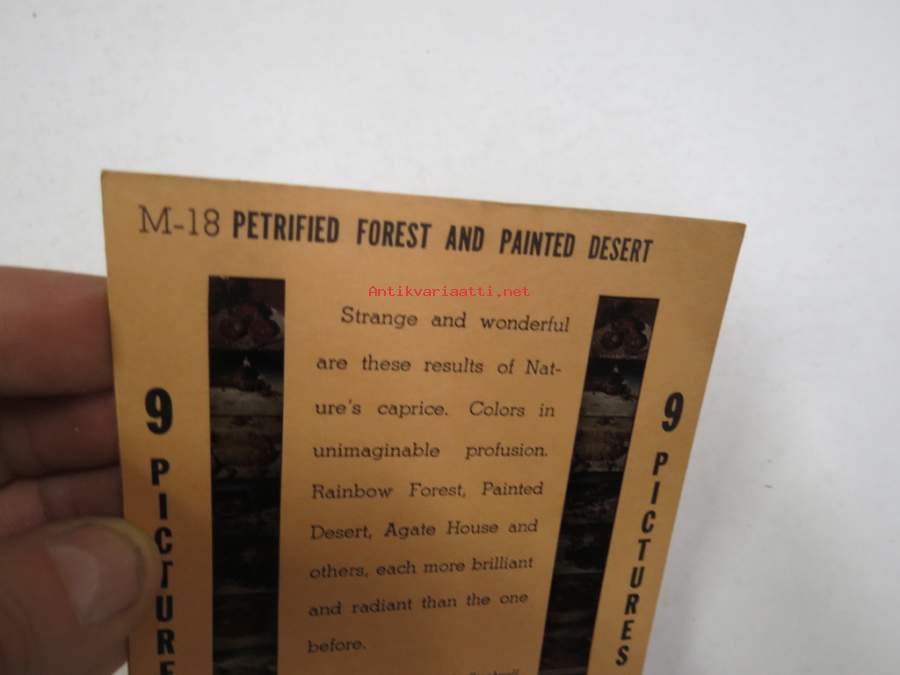 M-18 PETRIFIED FOREST AND PAINTED DESERT
Antikvariaatti.net
Strange and wonderful
are these results of Nat-
ure's caprice. Colors in
unimaginable profusion.
Rainbow Forest, Painted
Desert, Agate House and
others, each more brilliant
and radiant than the one
before.
9 PICTURE
9 PICTURES